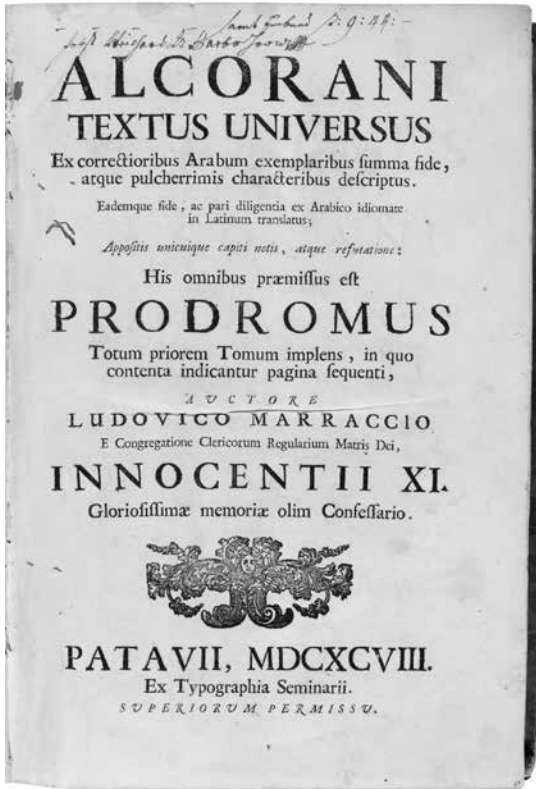 ALCORANI
TEXTUS UNIVERSUS
Ex correctioribus Arabum exemplaribus ſumma fide,
atque pulcherrimis characteribus deſcriptus.
Eademque fide, ac pari diligentia ex Arabico idiomate
in Latinum translatus;
Appoſitis unicuique capiti notis, atque refutatione:
His omnibus præmiſſus eſt
PRODROMUS
Totum priorem Tomum implens, in quo
contenta indicantur pagina ſequenti,
AVCTORE
LUDOVICO MARRACCIO
E Congregatione Clericorum Regularium Matris Dei,
INNOCENTII XI.
Glorioſiſſimæ memoriæ olim Confeſſario.
PATAVII, MDCXCVIII.
Ex Typographia Seminarii.
SVPERIORVM PERMISSV.